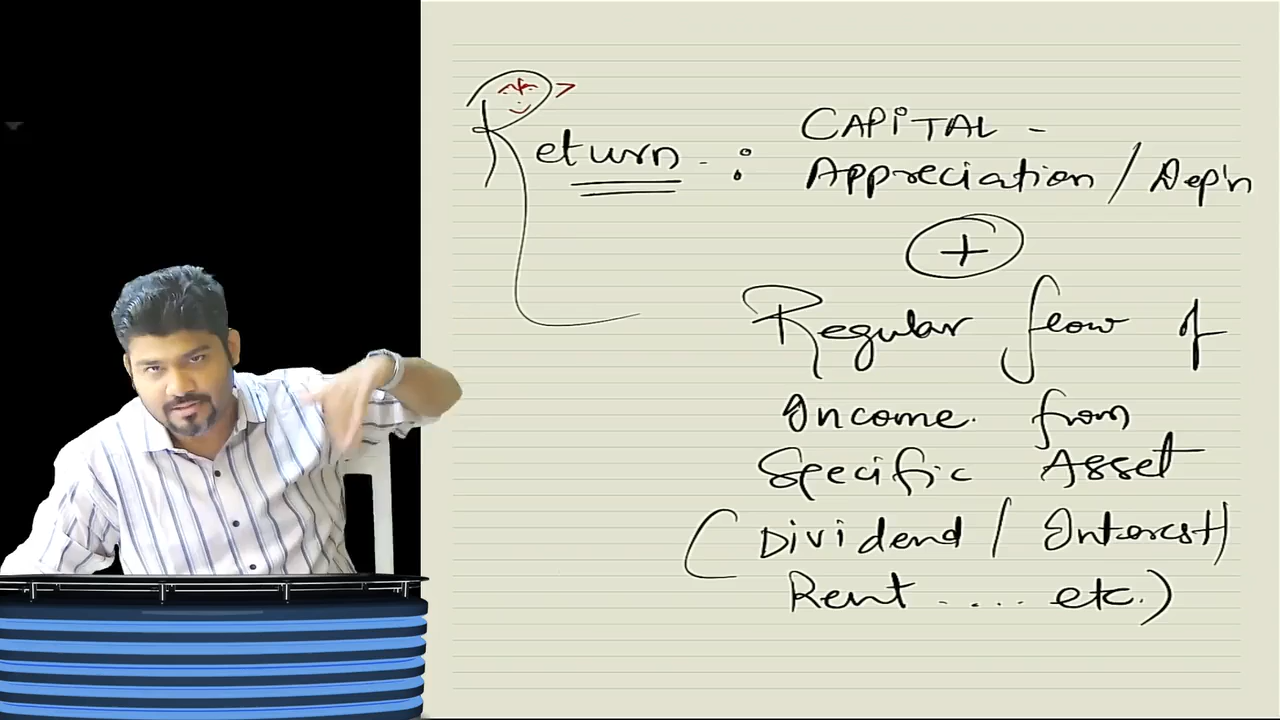 Return : CAPITAL -
Appreciation / Dep'n
+
Regular flow of
Income from
Specific Asset
(Dividend / Interest /
Rent .... etc.)